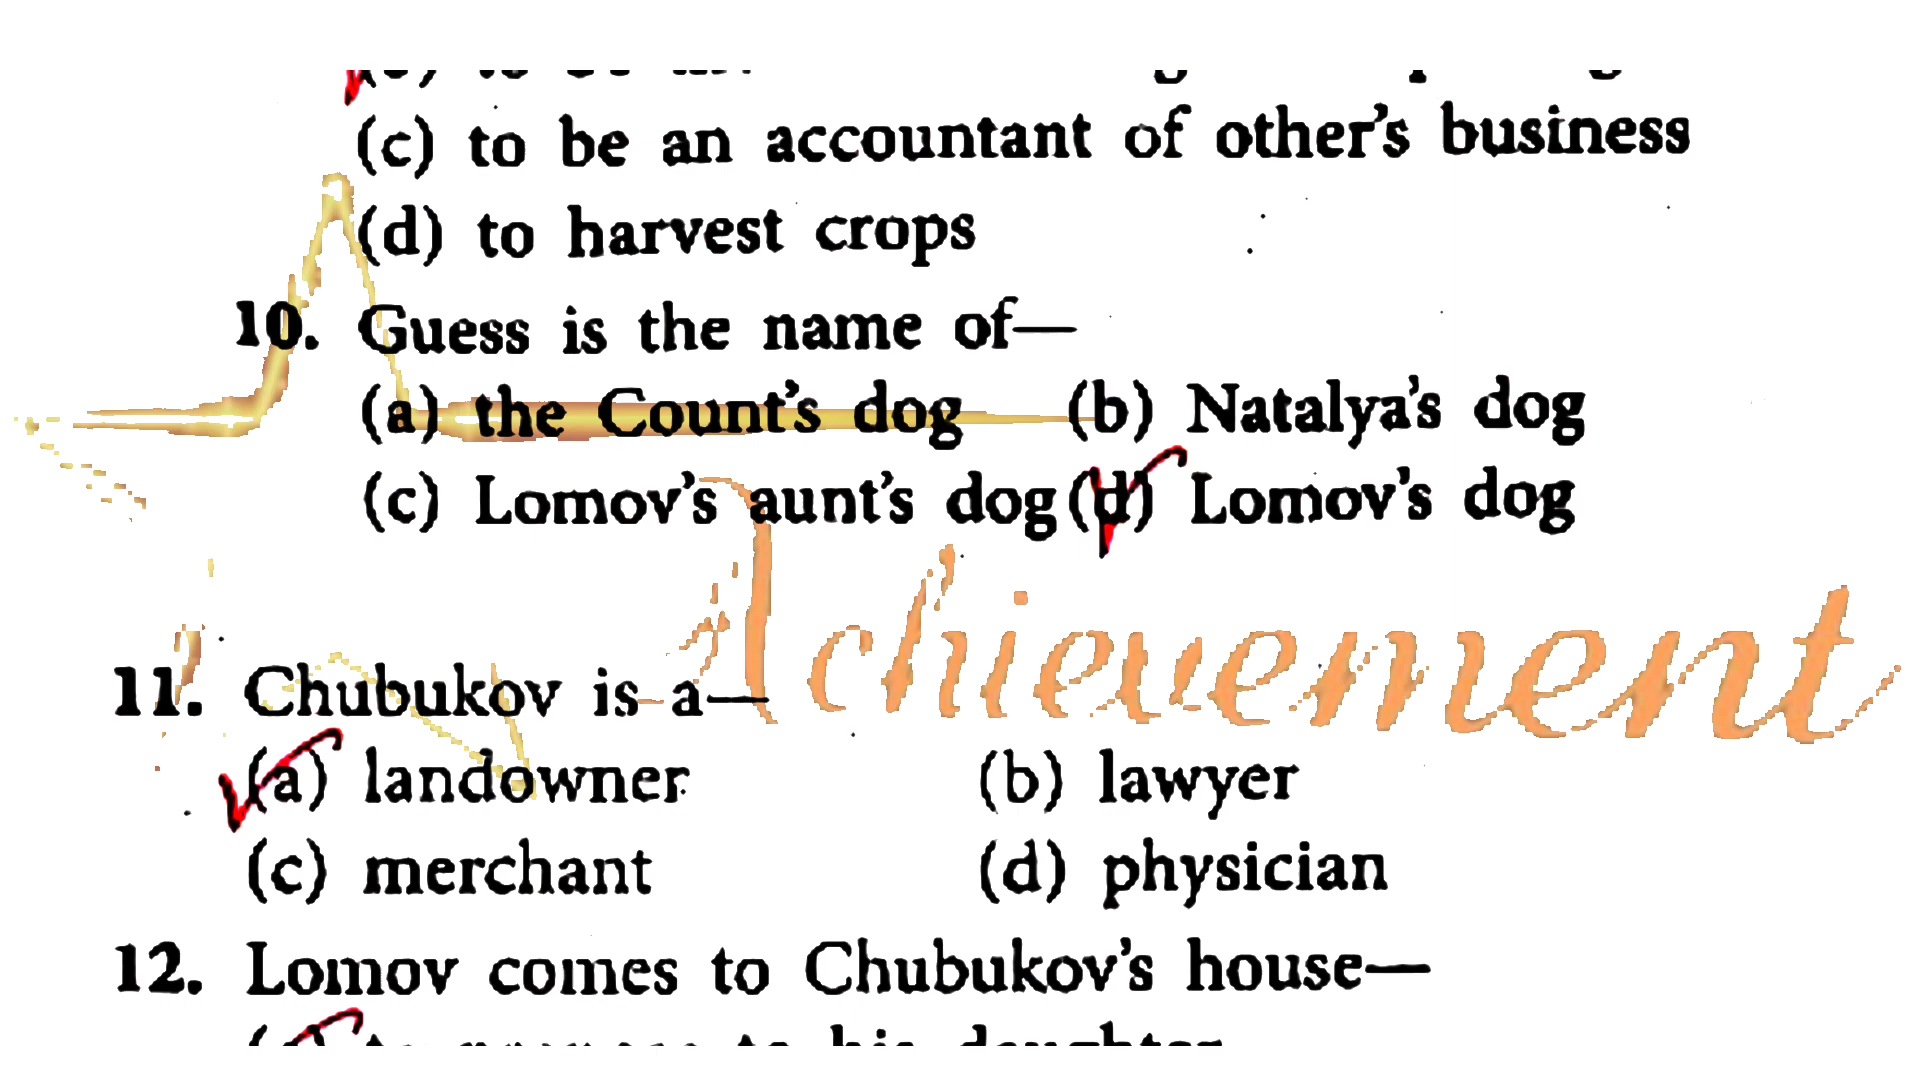 (c) to be an accountant of other's business
(d) to harvest crops
10. Guess is the name of—
(a) the Count's dog (b) Natalya's dog
(c) Lomov's aunt's dog (d) Lomov's dog
Achievement
11. Chubukov is a—
(a) landowner (b) lawyer
(c) merchant (d) physician
12. Lomov comes to Chubukov's house—